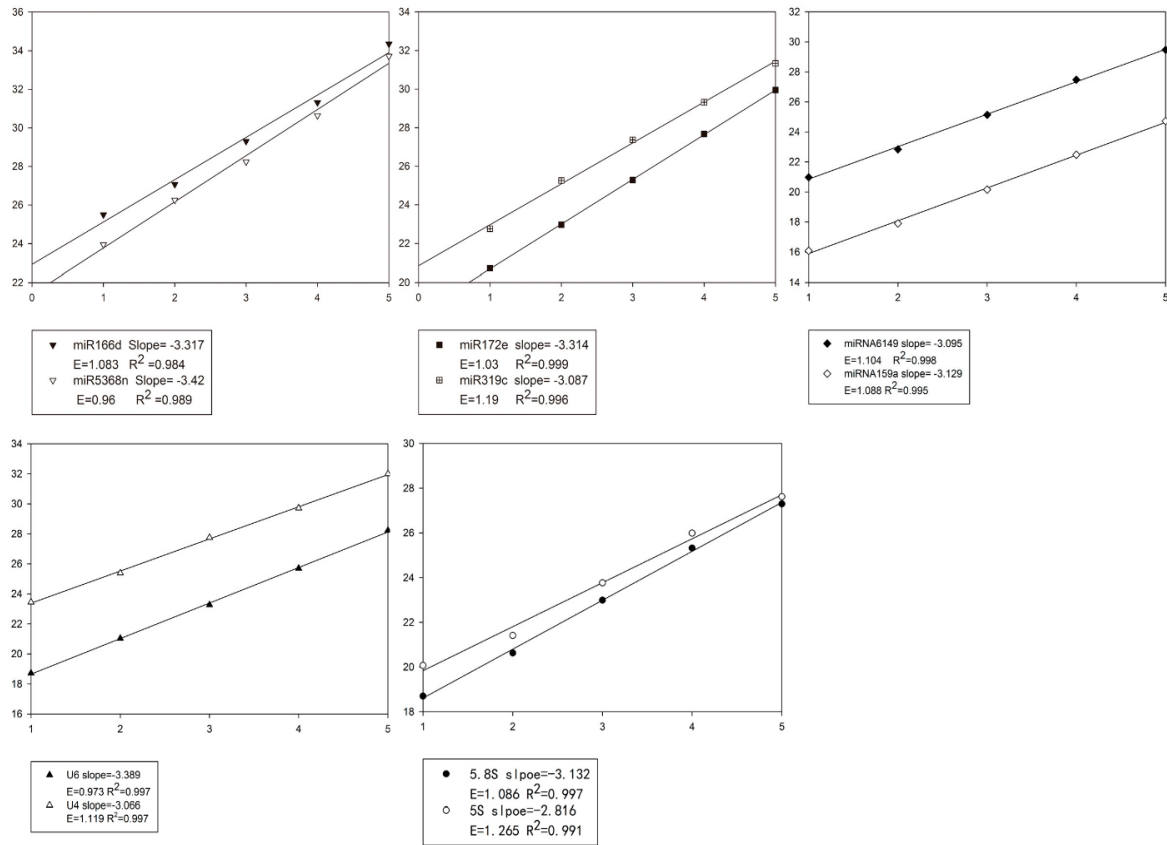 36
34
32
30
28
26
24
22
0 1 2 3 4 5
miR166d Slope= -3.317
E=1.083 R2 =0.984
miR5368n Slope= -3.42
E=0.96 R2 =0.989
34
32
30
28
26
24
22
20
0 1 2 3 4 5
miR172e slope= -3.314
E=1.03 R2 =0.999
miR319c slope= -3.087
E=1.19 R2 =0.996
32
30
28
26
24
22
20
18
16
14
1 2 3 4 5
miRNA6149 slope= -3.095
E=1.104 R2 =0.998
miRNA159a slope= -3.129
E=1.088 R2=0.995
34
32
30
28
26
24
22
20
18
16
1 2 3 4 5
U6 slope=-3.389
E=0.973 R2=0.997
U4 slope=-3.066
E=1.119 R2=0.997
30
28
26
24
22
20
18
1 2 3 4 5
5.8S slpoe=-3.132
E=1.086 R2=0.997
5S slpoe=-2.816
E=1.265 R2=0.991